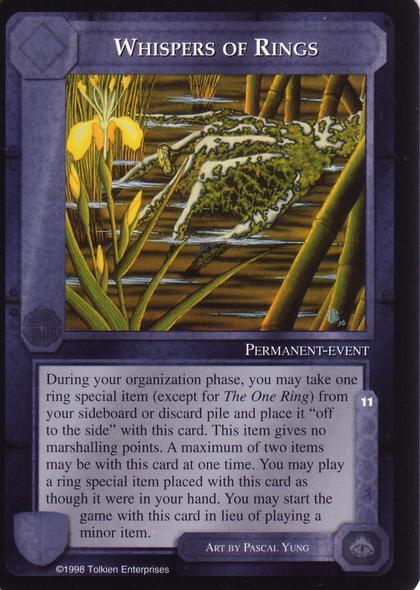 WHISPERS OF RINGS
PERMANENT-EVENT
During your organization phase, you may take one
ring special item (except for The One Ring) from
your sideboard or discard pile and place it “off
to the side” with this card. This item gives no
marshalling points. A maximum of two items
may be with this card at one time. You may play
a ring special item placed with this card as
though it were in your hand. You may start the
game with this card in lieu of playing a
minor item.
11
ART BY PASCAL YUNG
©1998 Tolkien Enterprises